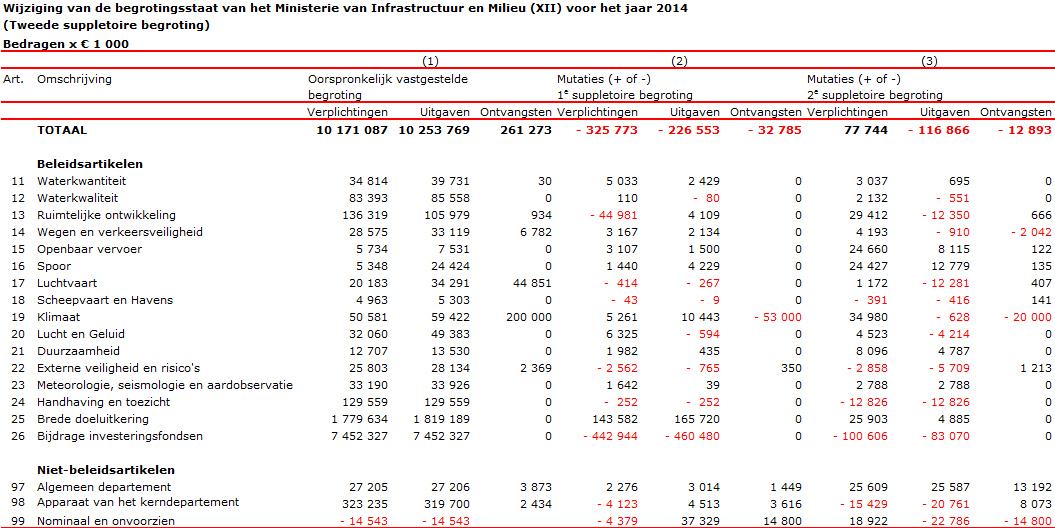 Wijziging van de begrotingsstaat van het Ministerie van Infrastructuur en Milieu (XII) voor het jaar 2014
(Tweede suppletoire begroting)
Bedragen x € 1 000
(1) (2) (3)
Art. Omschrijving Oorspronkelijk vastgestelde Mutaties (+ of -) Mutaties (+ of -)
begroting 1e suppletoire begroting 2e suppletoire begroting
Verplichtingen Uitgaven Ontvangsten Verplichtingen Uitgaven Ontvangsten Verplichtingen Uitgaven Ontvangsten
TOTAAL 10 171 087 10 253 769 261 273 - 325 773 - 226 553 - 32 785 77 744 - 116 866 - 12 893
Beleidsartikelen
11 Waterkwantiteit 34 814 39 731 30 5 033 2 429 0 3 037 695 0
12 Waterkwaliteit 83 393 85 558 0 110 - 80 0 2 132 - 551 0
13 Ruimtelijke ontwikkeling 136 319 105 979 934 - 44 981 4 109 0 29 412 - 12 350 666
14 Wegen en verkeersveiligheid 28 575 33 119 6 782 3 167 2 134 0 4 193 - 910 - 2 042
15 Openbaar vervoer 5 734 7 531 0 3 107 1 500 0 24 660 8 115 122
16 Spoor 5 348 24 424 0 1 440 4 229 0 24 427 12 779 135
17 Luchtvaart 20 183 34 291 44 851 - 414 - 267 0 1 172 - 12 281 407
18 Scheepvaart en Havens 4 963 5 303 0 - 43 - 9 0 - 391 - 416 141
19 Klimaat 50 581 59 422 200 000 5 261 10 443 - 53 000 34 980 - 628 - 20 000
20 Lucht en Geluid 32 060 49 383 0 6 325 - 594 0 4 523 - 4 214 0
21 Duurzaamheid 12 707 13 530 0 1 982 435 0 8 096 4 787 0
22 Externe veiligheid en risico's 25 803 28 134 2 369 - 2 562 - 765 350 - 2 858 - 5 709 1 213
23 Meteorologie, seismologie en aardobservatie 33 190 33 926 0 1 642 39 0 2 788 2 788 0
24 Handhaving en toezicht 129 559 129 559 0 - 252 - 252 0 - 12 826 - 12 826 0
25 Brede doeluitkering 1 779 634 1 819 189 0 143 582 165 720 0 25 903 4 885 0
26 Bijdrage investeringsfondsen 7 452 327 7 452 327 0 - 442 944 - 460 480 0 - 100 606 - 83 070 0
Niet-beleidsartikelen
97 Algemeen departement 27 205 27 206 3 873 2 276 3 014 1 449 25 609 25 587 13 192
98 Apparaat van het kerndepartement 323 235 319 700 2 434 - 4 123 4 513 3 616 - 15 429 - 20 761 8 073
99 Nominaal en onvoorzien - 14 543 - 14 543 - 4 379 37 329 14 800 18 922 - 22 786 - 14 800